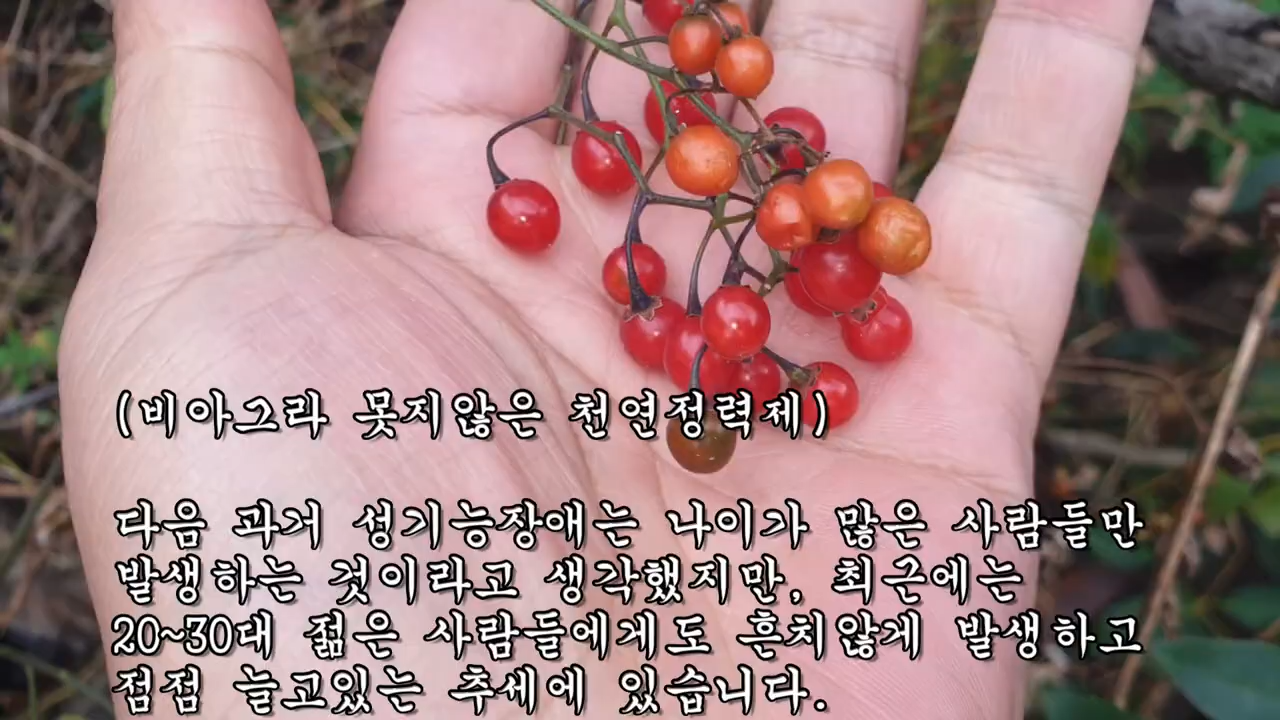 (비아그라 못지않은 천연정력제)
다음 과거 성기능장애는 나이가 많은 사람들만
발생하는 것이라고 생각했지만, 최근에는
20~30대 젊은 사람들에게도 흔치않게 발생하고
점점 늘고있는 추세에 있습니다.